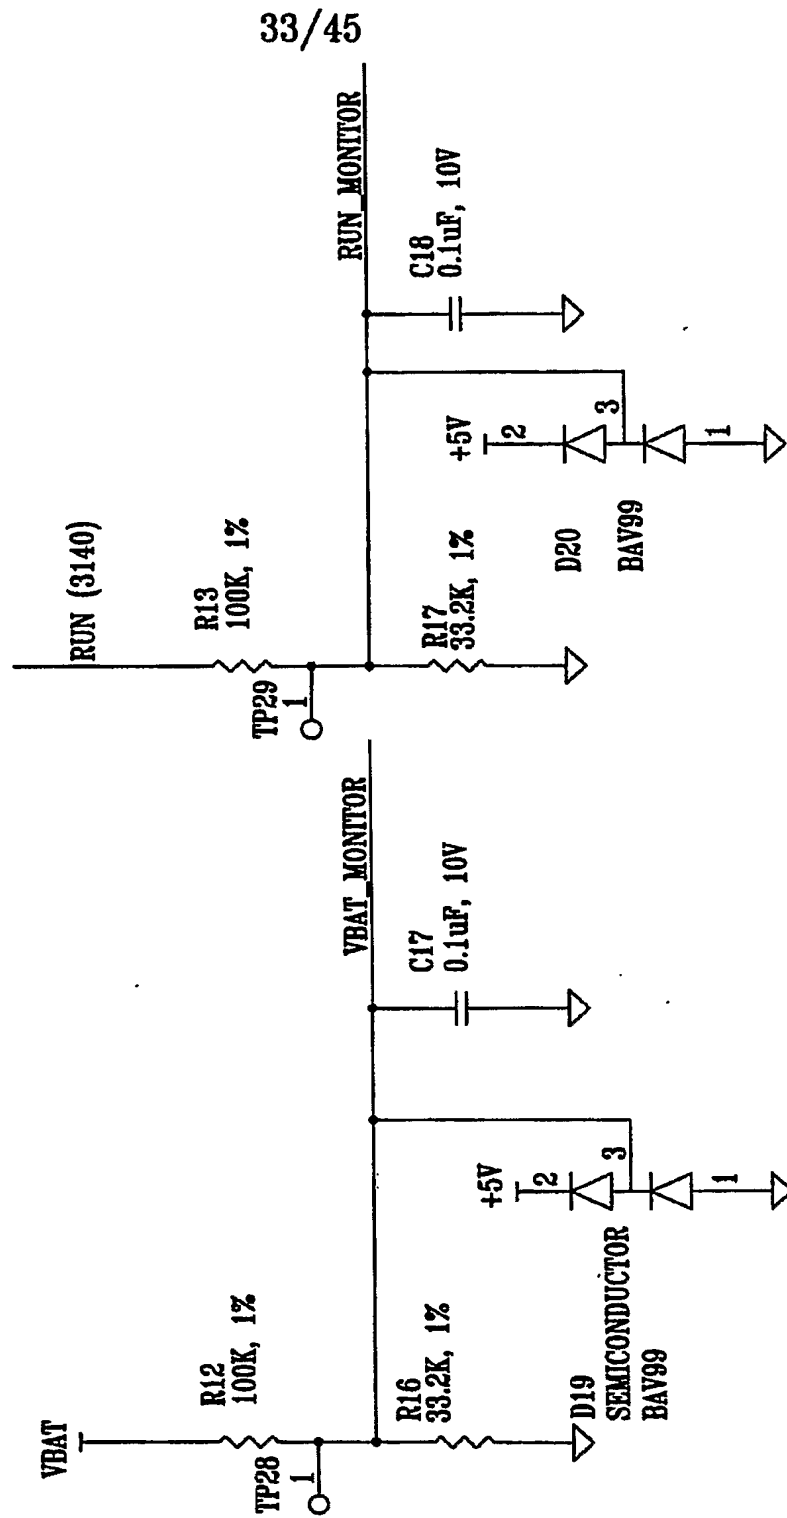 33/45
VBAT
R12
100K, 1%
TP28
1
R16
33.2K, 1%
D19
SEMICONDUCTOR
BAV99
+5V
2
3
1
C17
0.1uF, 10V
VBAT_MONITOR
RUN (3140)
R13
100K, 1%
TP29
1
R17
33.2K, 1%
D20
BAV99
+5V
2
3
1
C18
0.1uF, 10V
RUN_MONITOR